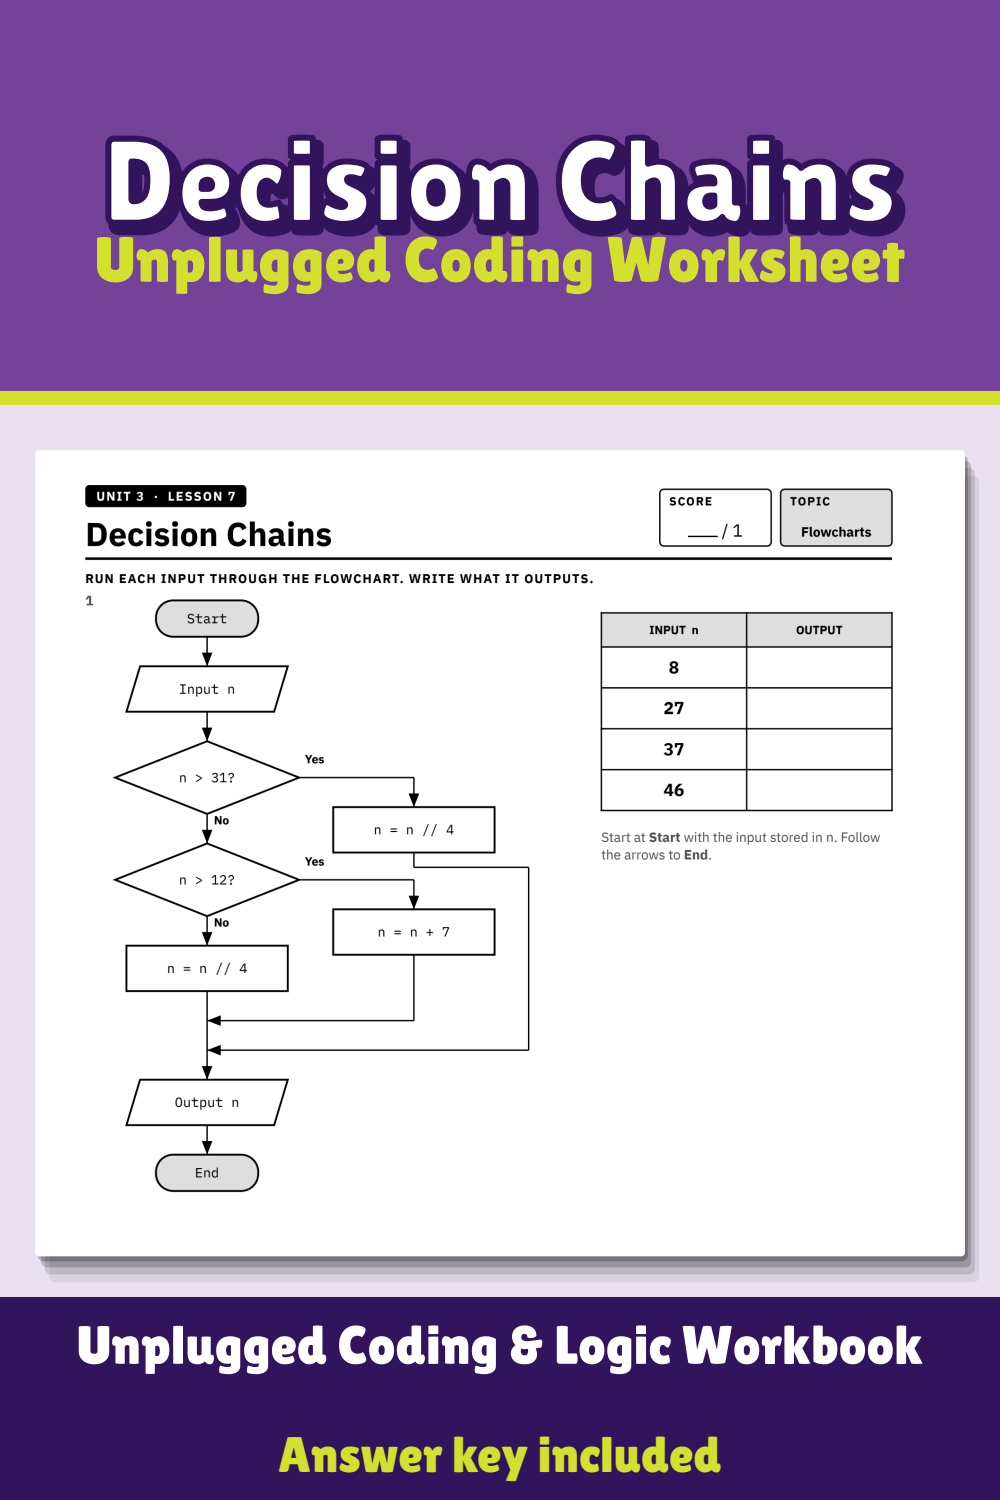 Decision Chains
Unplugged Coding Worksheet
UNIT 3 · LESSON 7
Decision Chains
SCORE
___ / 1
TOPIC
Flowcharts
RUN EACH INPUT THROUGH THE FLOWCHART. WRITE WHAT IT OUTPUTS.
1
Start
Input n
n > 31?
Yes
No
n = n // 4
n > 12?
Yes
No
n = n + 7
n = n // 4
Output n
End
INPUT n OUTPUT
8
27
37
46
Start at Start with the input stored in n. Follow
the arrows to End.
Unplugged Coding & Logic Workbook
Answer key included